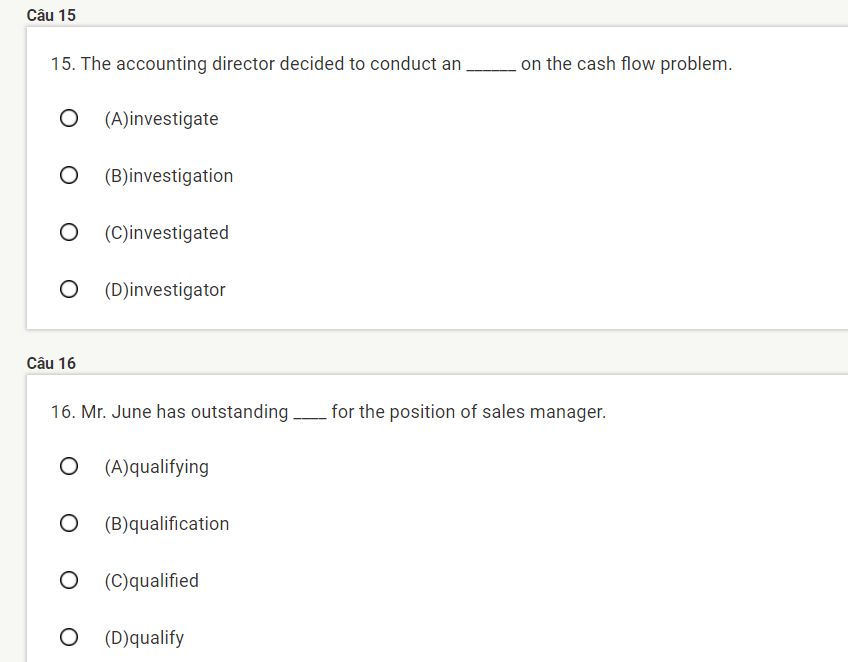 Câu 15
15. The accounting director decided to conduct an ______ on the cash flow problem.
(A)investigate
(B)investigation
(C)investigated
(D)investigator
Câu 16
16. Mr. June has outstanding ____ for the position of sales manager.
(A)qualifying
(B)qualification
(C)qualified
(D)qualify